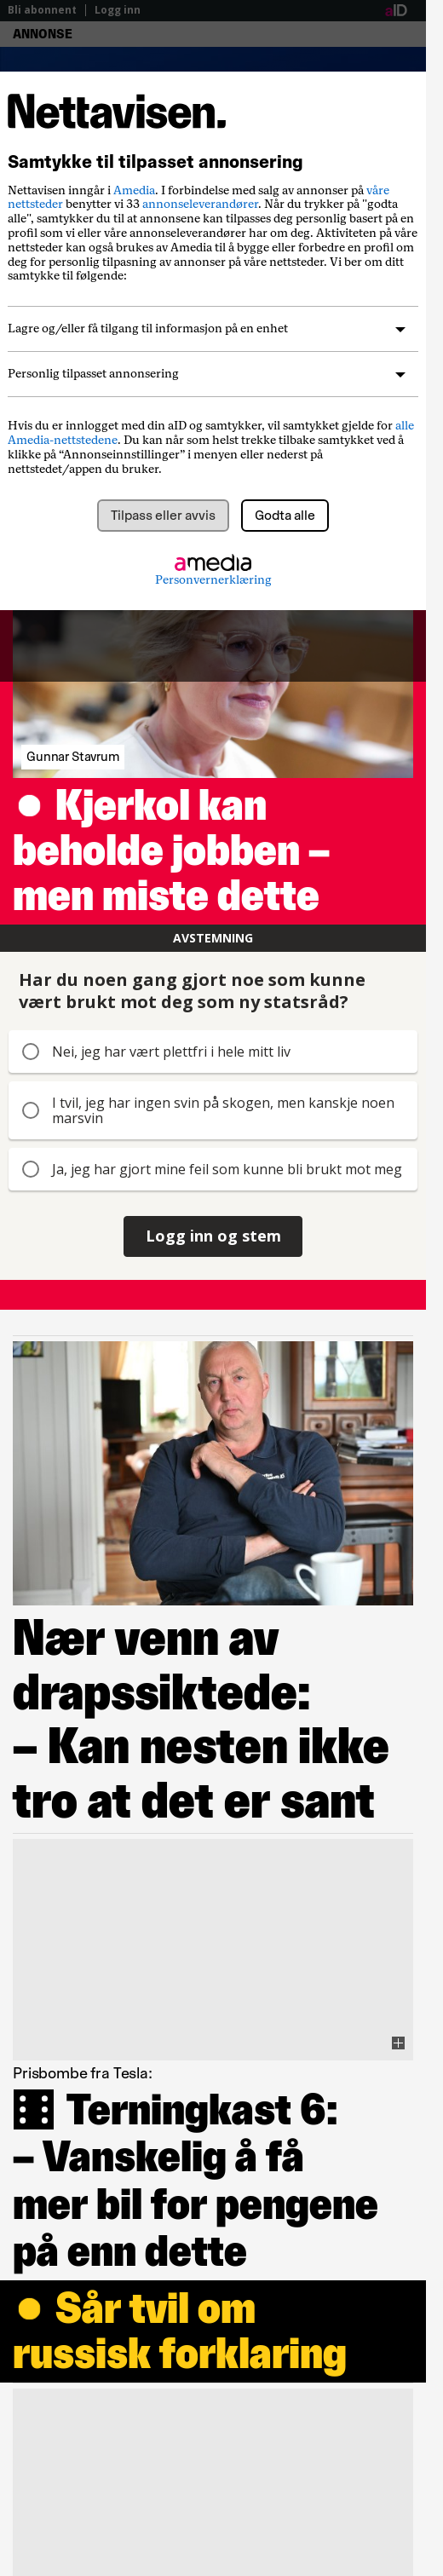 Bli abonnent | Logg inn aID
ANNONSE
Nettavisen.
Samtykke til tilpasset annonsering
Nettavisen inngår i Amedia. I forbindelse med salg av annonser på våre
nettsteder benytter vi 33 annonseleverandører. Når du trykker på "godta
alle", samtykker du til at annonsene kan tilpasses deg personlig basert på en
profil som vi eller våre annonseleverandører har om deg. Aktiviteten på våre
nettsteder kan også brukes av Amedia til å bygge eller forbedre en profil om
deg for personlig tilpasning av annonser på våre nettsteder. Vi ber om ditt
samtykke til følgende:
Lagre og/eller få tilgang til informasjon på en enhet
Personlig tilpasset annonsering
Hvis du er innlogget med din aID og samtykker, vil samtykket gjelde for alle
Amedia-nettstedene. Du kan når som helst trekke tilbake samtykket ved å
klikke på “Annonseinnstillinger” i menyen eller nederst på
nettstedet/appen du bruker.
Tilpass eller avvis Godta alle
amedia
Personvernerklæring
Gunnar Stavrum
Kjerkol kan
beholde jobben –
men miste dette
AVSTEMNING
Har du noen gang gjort noe som kunne
vært brukt mot deg som ny statsråd?
Nei, jeg har vært plettfri i hele mitt liv
I tvil, jeg har ingen svin på skogen, men kanskje noen
marsvin
Ja, jeg har gjort mine feil som kunne bli brukt mot meg
Logg inn og stem
Nær venn av
drapssiktede:
– Kan nesten ikke
tro at det er sant
Prisbombe fra Tesla:
Terningkast 6:
– Vanskelig å få
mer bil for pengene
på enn dette
Sår tvil om
russisk forklaring